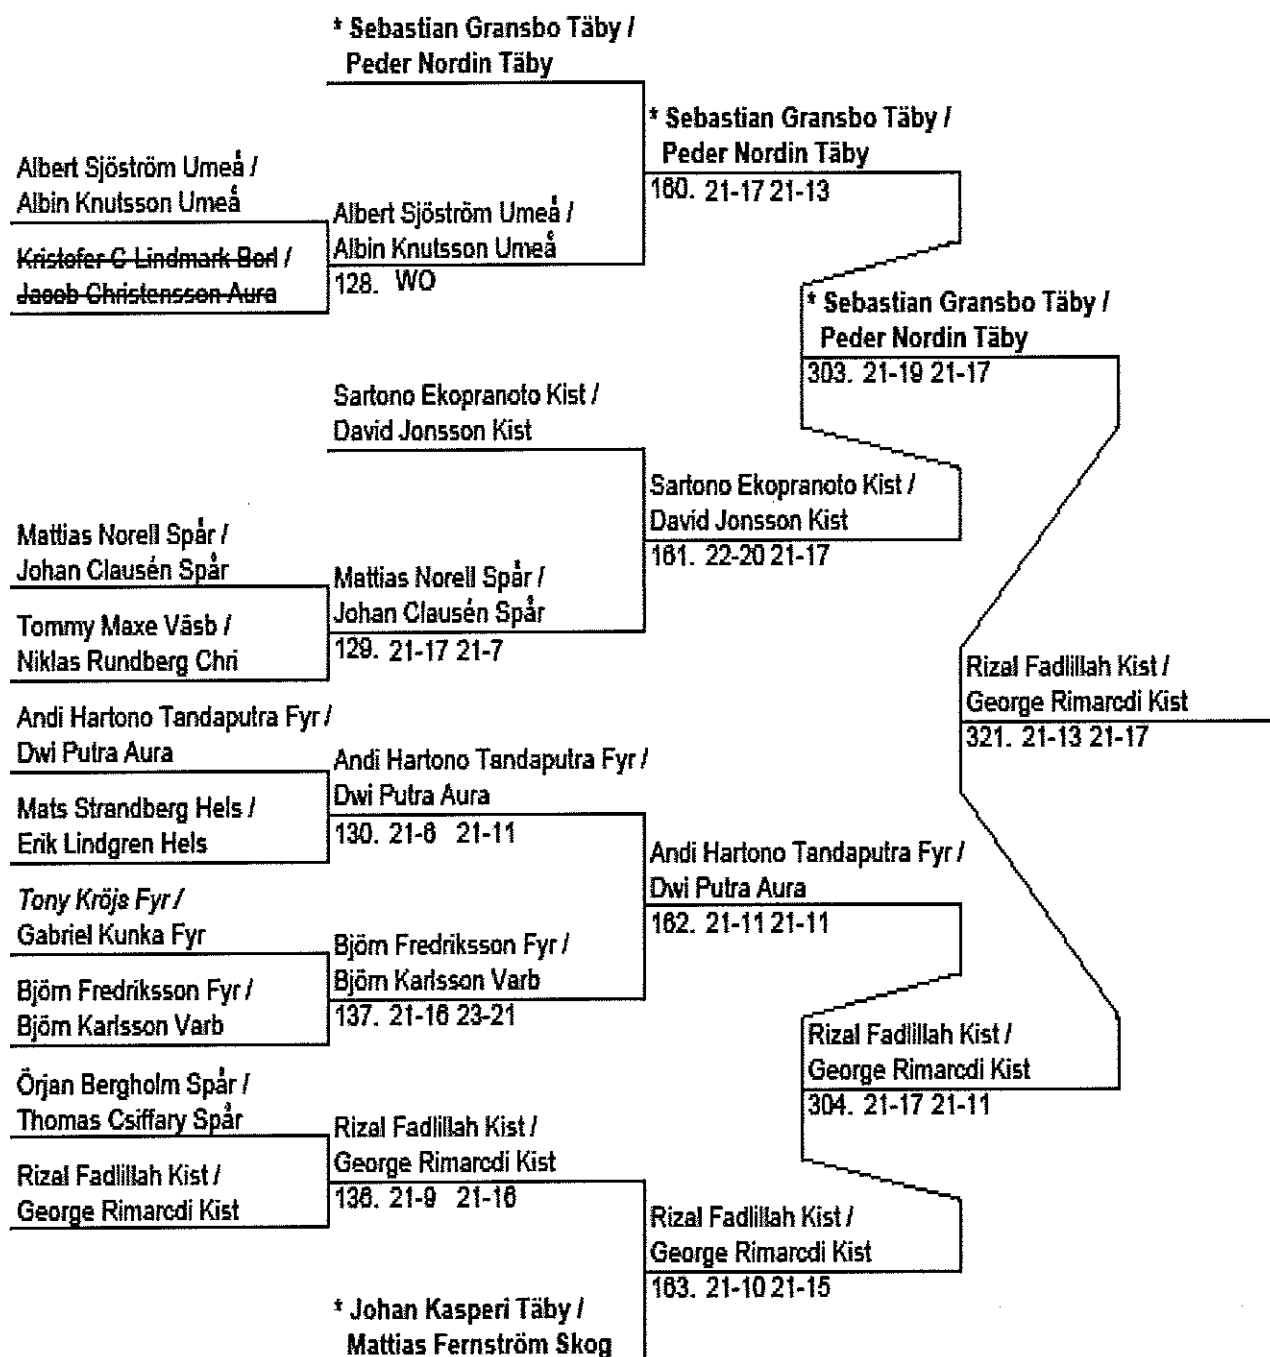 * Sebastian Gransbo Täby /
Peder Nordin Täby
* Sebastian Gransbo Täby /
Peder Nordin Täby
160. 21-17 21-13
Albert Sjöström Umeå /
Albin Knutsson Umeå
Albert Sjöström Umeå /
Albin Knutsson Umeå
Kristofer C Lindmark Borl /
Jacob Christensson Aura
128. WO
* Sebastian Gransbo Täby /
Peder Nordin Täby
303. 21-19 21-17
Sartono Ekopranoto Kist /
David Jonsson Kist
Sartono Ekopranoto Kist /
David Jonsson Kist
161. 22-20 21-17
Mattias Norell Spår /
Johan Clausén Spår
Mattias Norell Spår /
Johan Clausén Spår
Tommy Maxe Väsb /
Niklas Rundberg Chri
129. 21-17 21-7
Rizal Fadlillah Kist /
George Rimarcdi Kist
321. 21-13 21-17
Andi Hartono Tandaputra Fyr /
Dwi Putra Aura
Andi Hartono Tandaputra Fyr /
Dwi Putra Aura
Mats Strandberg Hels /
Erik Lindgren Hels
130. 21-6 21-11
Andi Hartono Tandaputra Fyr /
Dwi Putra Aura
162. 21-11 21-11
Tony Kröjs Fyr /
Gabriel Kunka Fyr
Björn Fredriksson Fyr /
Björn Karlsson Varb
Björn Fredriksson Fyr /
Björn Karlsson Varb
137. 21-16 23-21
Rizal Fadlillah Kist /
George Rimarcdi Kist
304. 21-17 21-11
Örjan Bergholm Spår /
Thomas Csiffary Spår
Rizal Fadlillah Kist /
George Rimarcdi Kist
Rizal Fadlillah Kist /
George Rimarcdi Kist
136. 21-9 21-16
Rizal Fadlillah Kist /
George Rimarcdi Kist
163. 21-10 21-15
* Johan Kasperi Täby /
Mattias Fernström Skog